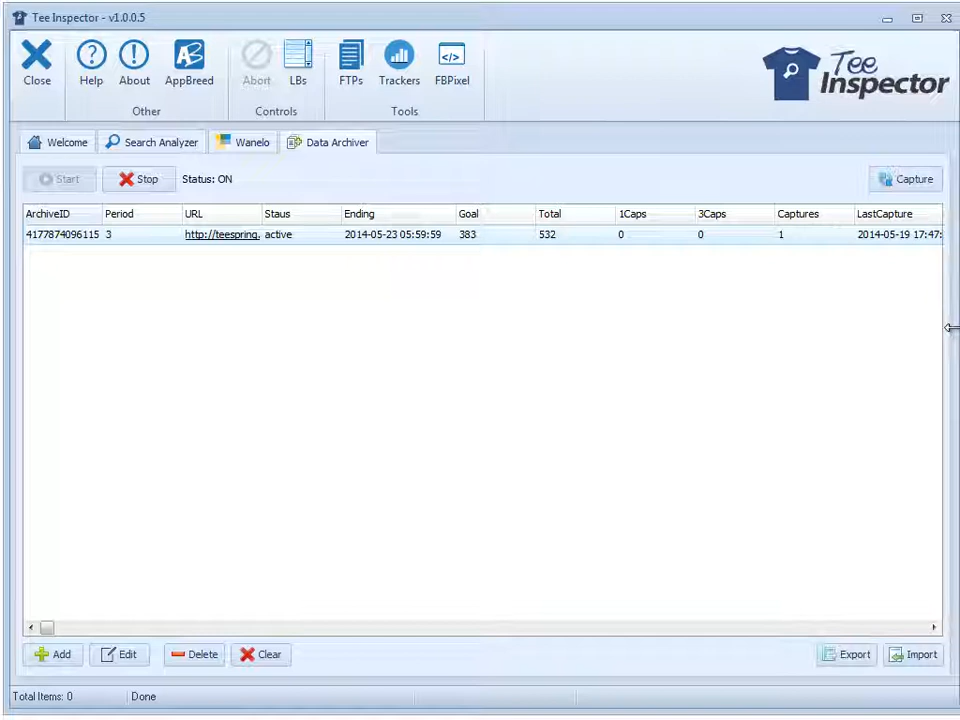 Tee Inspector - v1.0.0.5
Close Help About AppBreed Abort LBs FTPs Trackers FBPixel
Other Controls Tools
Tee Inspector
Welcome Search Analyzer Wanelo Data Archiver
Start Stop Status: ON Capture
ArchiveID Period URL Staus Ending Goal Total 1Caps 3Caps Captures LastCapture
4177874096115 3 http://teespring. active 2014-05-23 05:59:59 383 532 0 0 1 2014-05-19 17:47:
Add Edit Delete Clear Export Import
Total Items: 0 Done